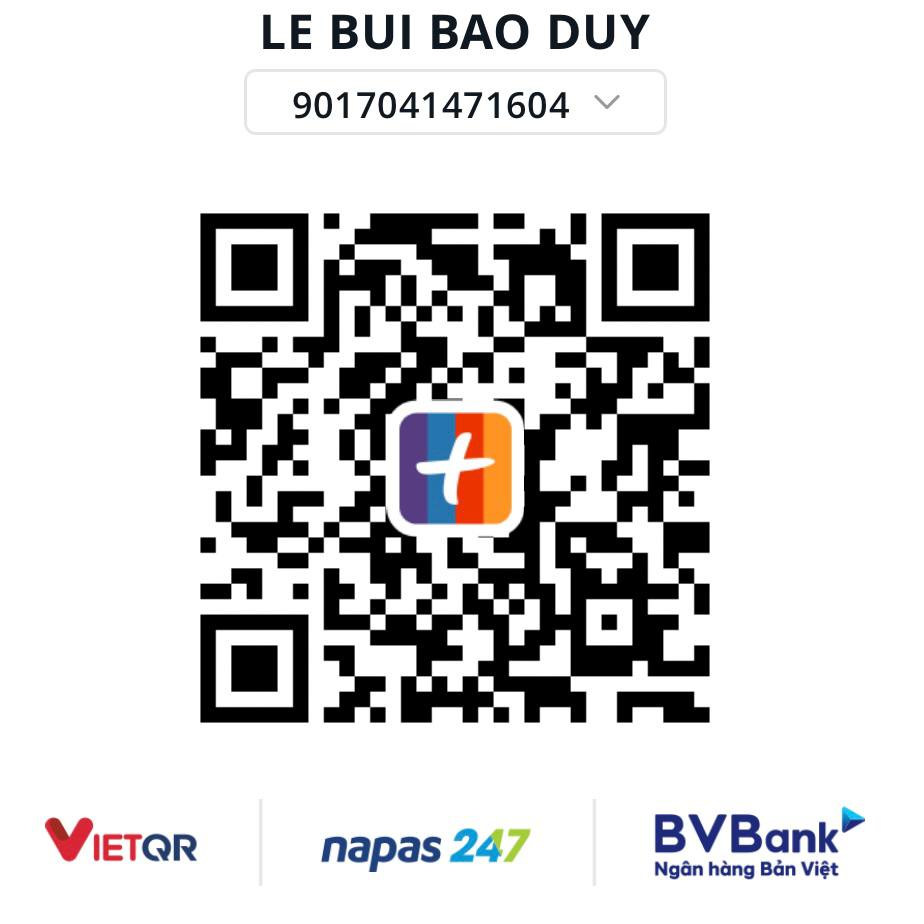 LE BUI BAO DUY
9017041471604
VIETQR
napas 247
BVBank
Ngân hàng Bản Việt